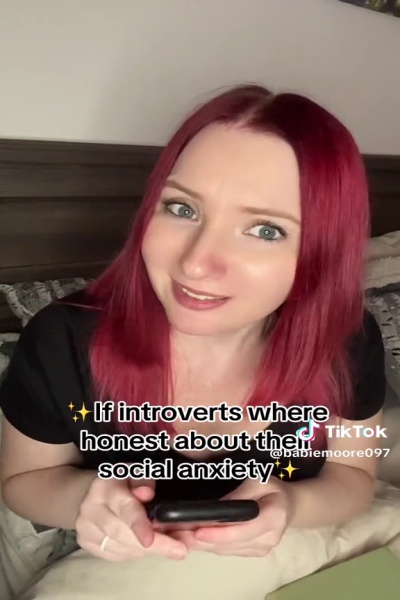 ✨If introverts where
honest about their
social anxiety✨
TikTok
@babiemoore097